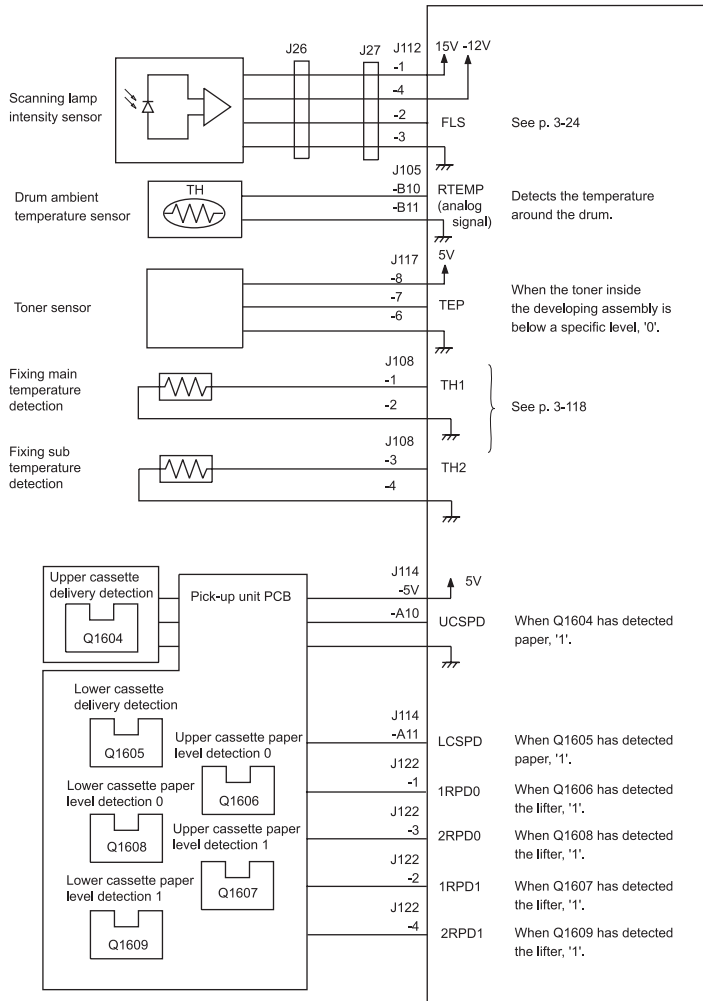 J26
J27
J112
15V
-12V
-1
-4
-2
-3
Scanning lamp
intensity sensor
FLS
See p. 3-24
J105
-B10
-B11
TH
Drum ambient
temperature sensor
RTEMP
(analog
signal)
Detects the temperature
around the drum.
J117
5V
-8
-7
-6
Toner sensor
TEP
When the toner inside
the developing assembly is
below a specific level, '0'.
Fixing main
temperature
detection
J108
-1
-2
TH1
See p. 3-118
Fixing sub
temperature
detection
J108
-3
-4
TH2
Upper cassette
delivery detection
Q1604
Pick-up unit PCB
J114
-5V
-A10
5V
UCSPD
When Q1604 has detected
paper, '1'.
Lower cassette
delivery detection
Q1605
J114
-A11
LCSPD
When Q1605 has detected
paper, '1'.
Upper cassette paper
level detection 0
Q1606
J122
-1
1RPD0
When Q1606 has detected
the lifter, '1'.
Lower cassette paper
level detection 0
Q1608
J122
-3
2RPD0
When Q1608 has detected
the lifter, '1'.
Upper cassette paper
level detection 1
Q1607
J122
-2
1RPD1
When Q1607 has detected
the lifter, '1'.
Lower cassette paper
level detection 1
Q1609
J122
-4
2RPD1
When Q1609 has detected
the lifter, '1'.